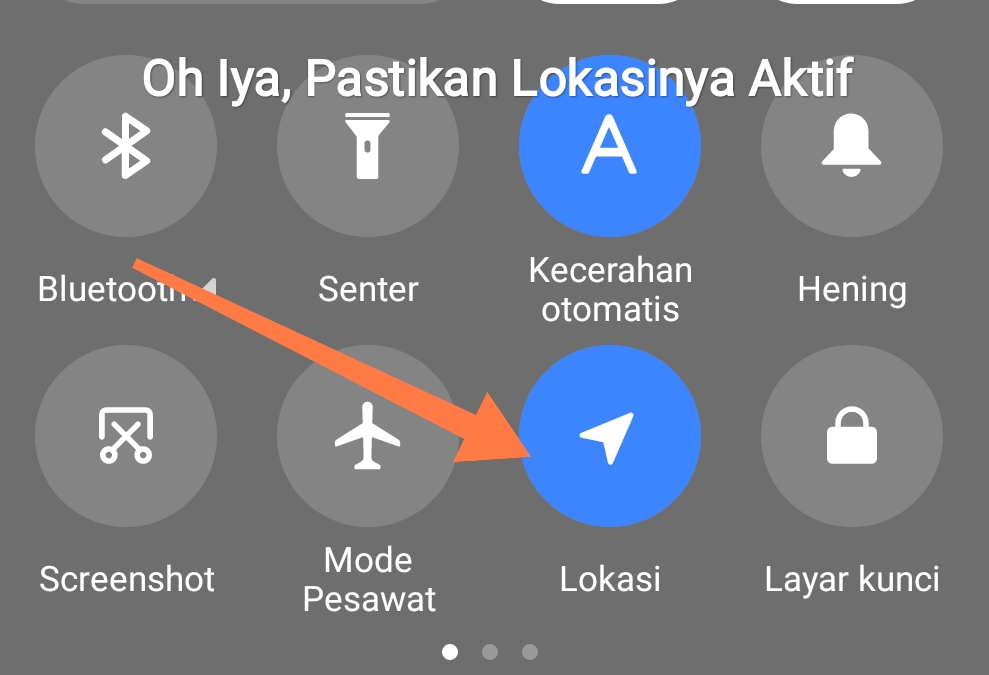 Oh Iya, Pastikan Lokasinya Aktif
A
Bluetooth
Senter
Kecerahan
otomatis
Hening
Screenshot
Mode
Pesawat
Lokasi
Layar kunci